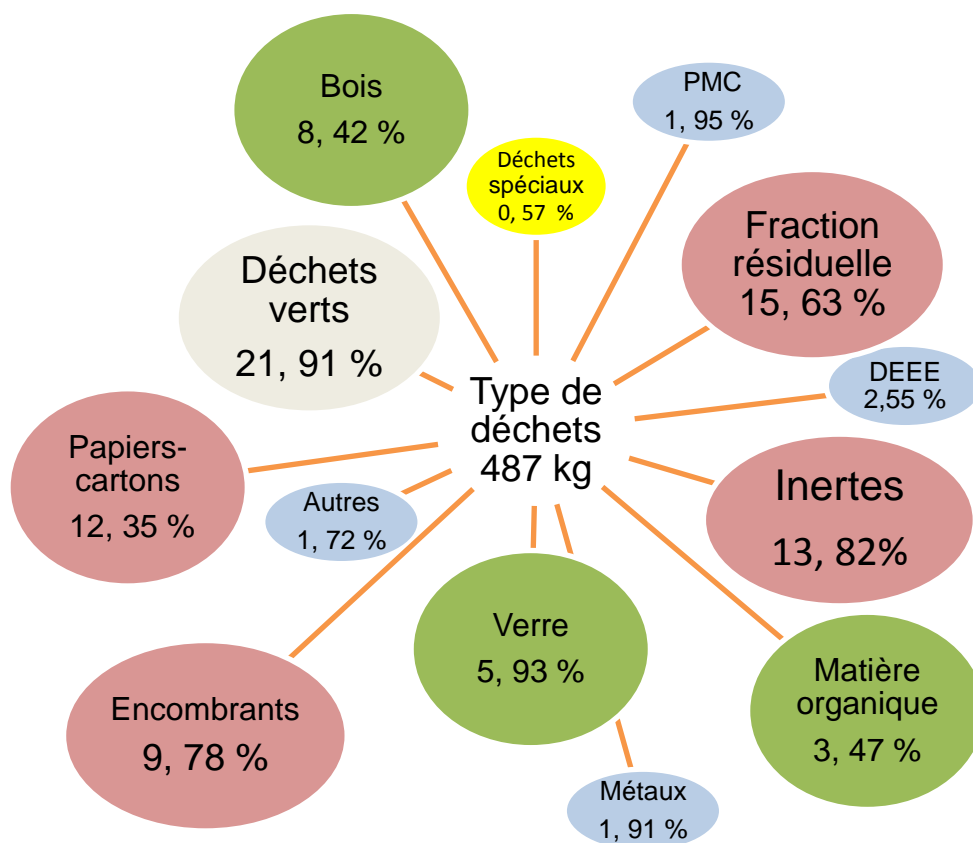 Bois
8, 42 %
PMC
1, 95 %
Déchets
spéciaux
0, 57 %
Fraction
résiduelle
15, 63 %
Déchets
verts
21, 91 %
DEEE
2,55 %
Type de
déchets
487 kg
Papiers-
cartons
12, 35 %
Autres
1, 72 %
Inertes
13, 82%
Verre
5, 93 %
Matière
organique
3, 47 %
Encombrants
9, 78 %
Métaux
1, 91 %